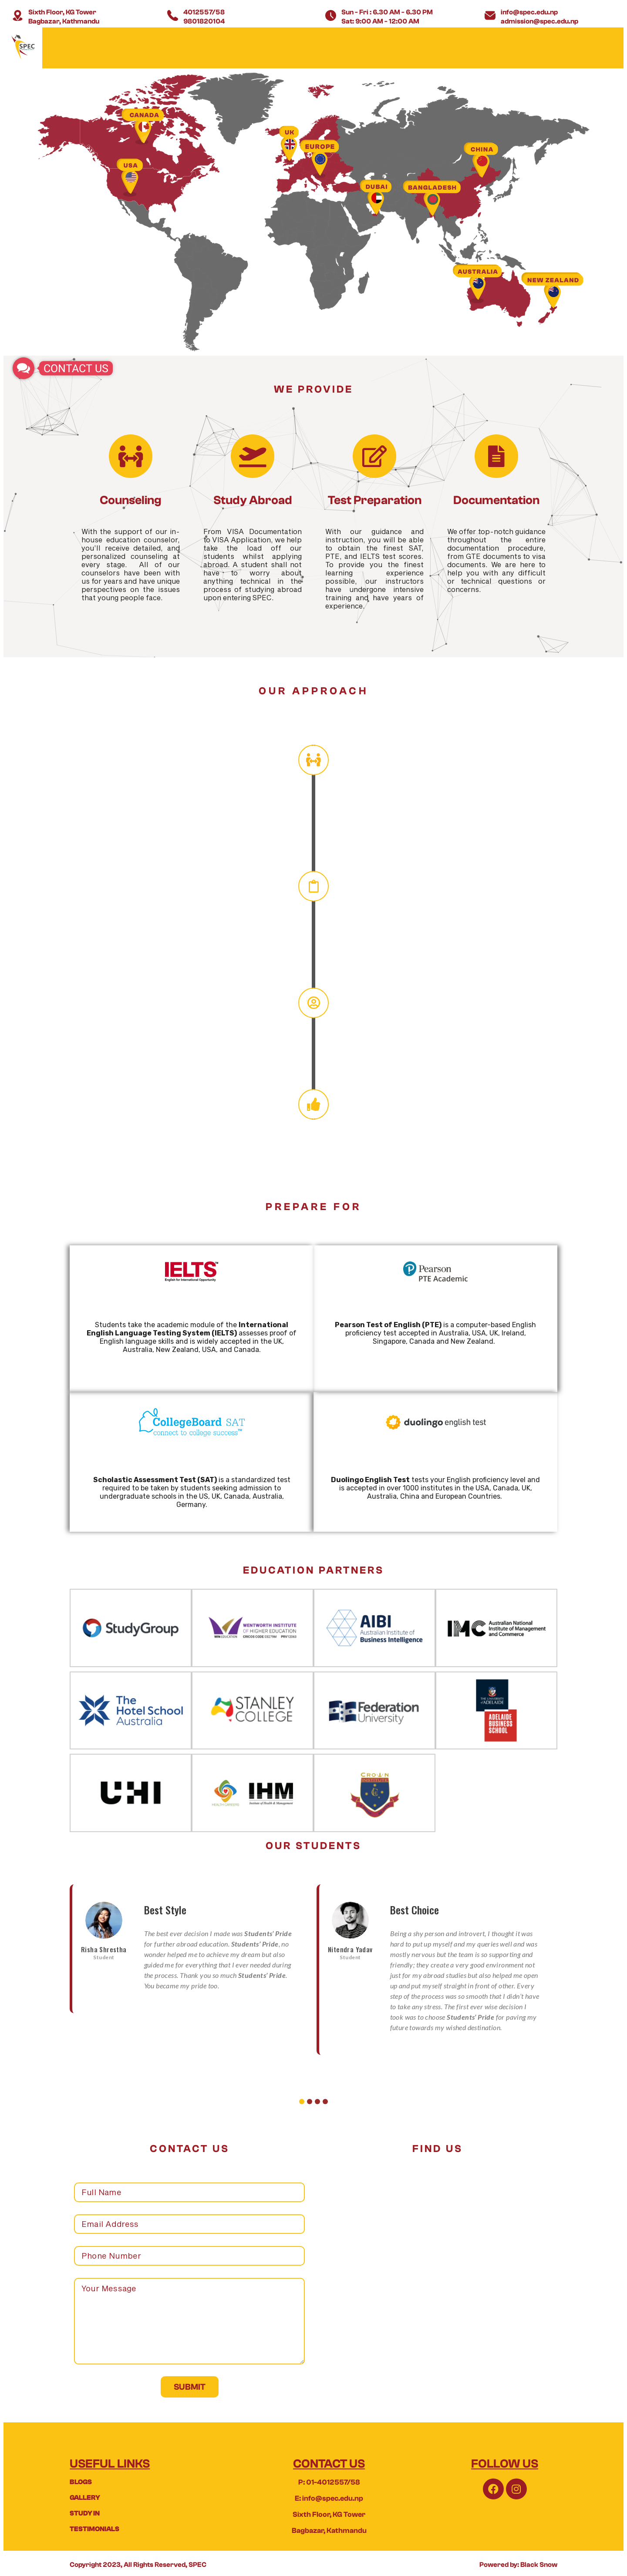 Sixth Floor, KG Tower
Bagbazar, Kathmandu
4012557/58
9801820104
Sun - Fri : 6.30 AM - 6.30 PM
Sat: 9:00 AM - 12:00 AM
info@spec.edu.np
admission@spec.edu.np
SPEC
CANADA
USA
UK
EUROPE
DUBAI
BANGLADESH
CHINA
AUSTRALIA
NEW ZEALAND
CONTACT US
WE PROVIDE
Counseling
With the support of our in-
house education counselor,
you'll receive detailed, and
personalized counseling at
every stage. All of our
counselors have been with
us for years and have unique
perspectives on the issues
that young people face.
Study Abroad
From VISA Documentation
to VISA Application, we help
take the load off our
students whilst applying
abroad. A student shall not
have to worry about
anything technical in the
process of studying abroad
upon entering SPEC.
Test Preparation
With our guidance and
instruction, you will be able
to obtain the finest SAT,
PTE, and IELTS test scores.
To provide you the finest
learning experience
possible, our instructors
have undergone intensive
training and have years of
experience.
Documentation
We offer top-notch guidance
throughout the entire
documentation procedure,
from GTE documents to visa
documents. We are here to
help you with any difficult
or technical questions or
concerns.
OUR APPROACH
PREPARE FOR
IELTS
English for International Opportunity
Students take the academic module of the International
English Language Testing System (IELTS) assesses proof of
English language skills and is widely accepted in the UK,
Australia, New Zealand, USA, and Canada.
Pearson
PTE Academic
Pearson Test of English (PTE) is a computer-based English
proficiency test accepted in Australia, USA, UK, Ireland,
Singapore, Canada and New Zealand.
CollegeBoard SAT
connect to college success™
Scholastic Assessment Test (SAT) is a standardized test
required to be taken by students seeking admission to
undergraduate schools in the US, UK, Canada, Australia,
Germany.
duolingo english test
Duolingo English Test tests your English proficiency level and
is accepted in over 1000 institutes in the USA, Canada, UK,
Australia, China and European Countries.
EDUCATION PARTNERS
StudyGroup
WENTWORTH INSTITUTE
OF HIGHER EDUCATION
AIBI
Australian Institute of
Business Intelligence
IMC
Australian National
Institute of Management
and Commerce
The
Hotel School
Australia
STANLEY
COLLEGE
Federation
University
THE UNIVERSITY
of ADELAIDE
ADELAIDE
BUSINESS
SCHOOL
UHI
IHM
Institute of Health & Management
CROWN
OUR STUDENTS
Risha Shrestha
Student
Best Style
The best ever decision I made was Students' Pride
for further abroad education. Students' Pride, no
wonder helped me to achieve my dream but also
guided me for everything that I ever needed during
the process. Thank you so much Students' Pride.
You became my pride too.
Nitendra Yadav
Student
Best Choice
Being a shy person and introvert, I thought it was
hard to put up myself and my queries well and was
mostly nervous but the team is so supporting and
friendly; they create a very good environment not
just for my abroad studies but also helped me open
up and put myself straight in front of other. Every
step of the process was so smooth that I didn't have
to take any stress. The first ever wise decision I
took was to choose Students' Pride for paving my
future towards my wished destination.
CONTACT US
Full Name
Email Address
Phone Number
Your Message
SUBMIT
FIND US
USEFUL LINKS
BLOGS
GALLERY
STUDY IN
TESTIMONIALS
CONTACT US
P: 01-4012557/58
E: info@spec.edu.np
Sixth Floor, KG Tower
Bagbazar, Kathmandu
FOLLOW US
Copyright 2023, All Rights Reserved, SPEC
Powered by: Black Snow